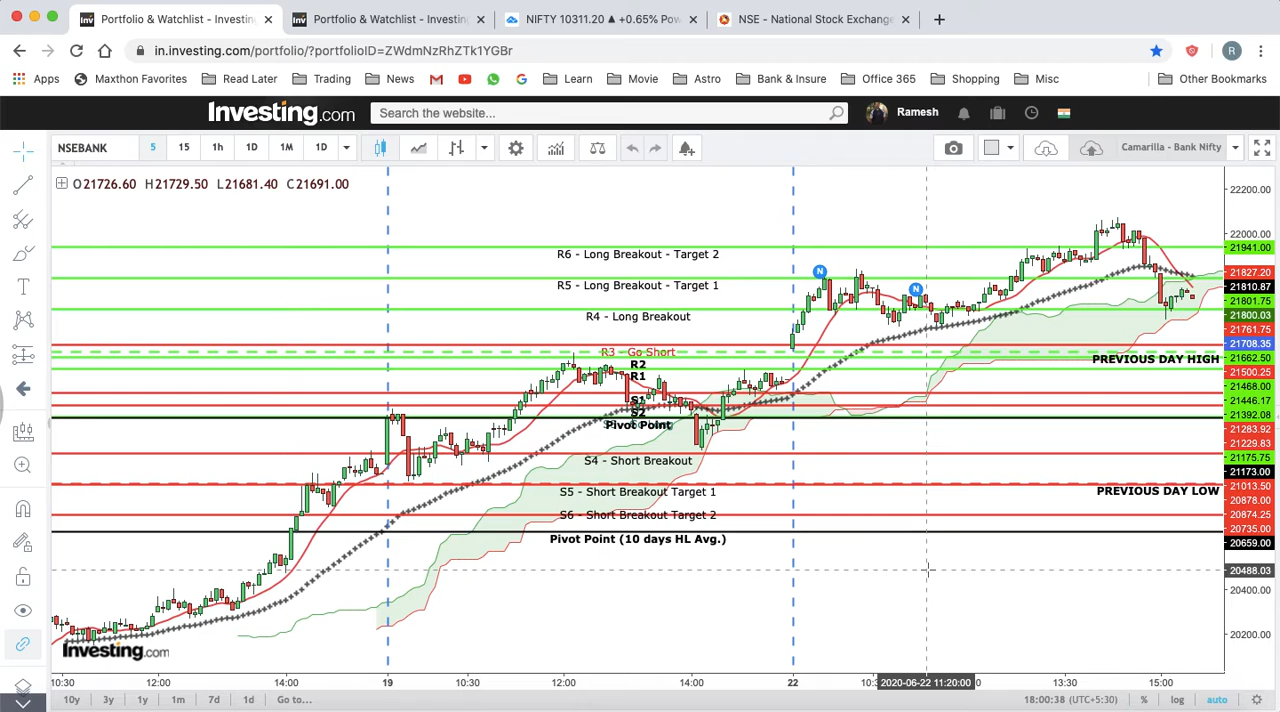 Portfolio & Watchlist - Investing
Portfolio & Watchlist - Investing
NIFTY 10311.20 ▲ +0.65% Pow
NSE - National Stock Exchange
in.investing.com/portfolio/?portfolioID=ZWdmNzRhZTk1YGBr
R
Apps
Maxthon Favorites
Read Later
Trading
News
Learn
Movie
Astro
Bank & Insure
Office 365
Shopping
Misc
Other Bookmarks
Investing.com
Search the website...
Ramesh
NSEBANK
5
15
1h
1D
1M
1D
Camarilla - Bank Nifty
O21726.60 H21729.50 L21681.40 C21691.00
R6 - Long Breakout - Target 2
R5 - Long Breakout - Target 1
R4 - Long Breakout
R3 - Go Short
R2
PREVIOUS DAY HIGH
R1
S1
S2
Pivot Point
S4 - Short Breakout
S5 - Short Breakout Target 1
PREVIOUS DAY LOW
S6 - Short Breakout Target 2
Pivot Point (10 days HL Avg.)
N
N
22200.00
22000.00
21941.00
21827.20
21810.87
21801.75
21800.03
21761.75
21708.35
21662.50
21500.25
21468.00
21446.17
21392.08
21283.92
21229.83
21175.75
21173.00
21013.50
20878.00
20874.25
20735.00
20659.00
20488.03
20400.00
20200.00
Investing.com
10:30
12:00
14:00
19
10:30
12:00
14:00
22
10:3
2020-06-22 11:20:00
0
13:30
15:00
10y
3y
1y
1m
7d
1d
Go to...
18:00:38 (UTC+5:30)
%
log
auto